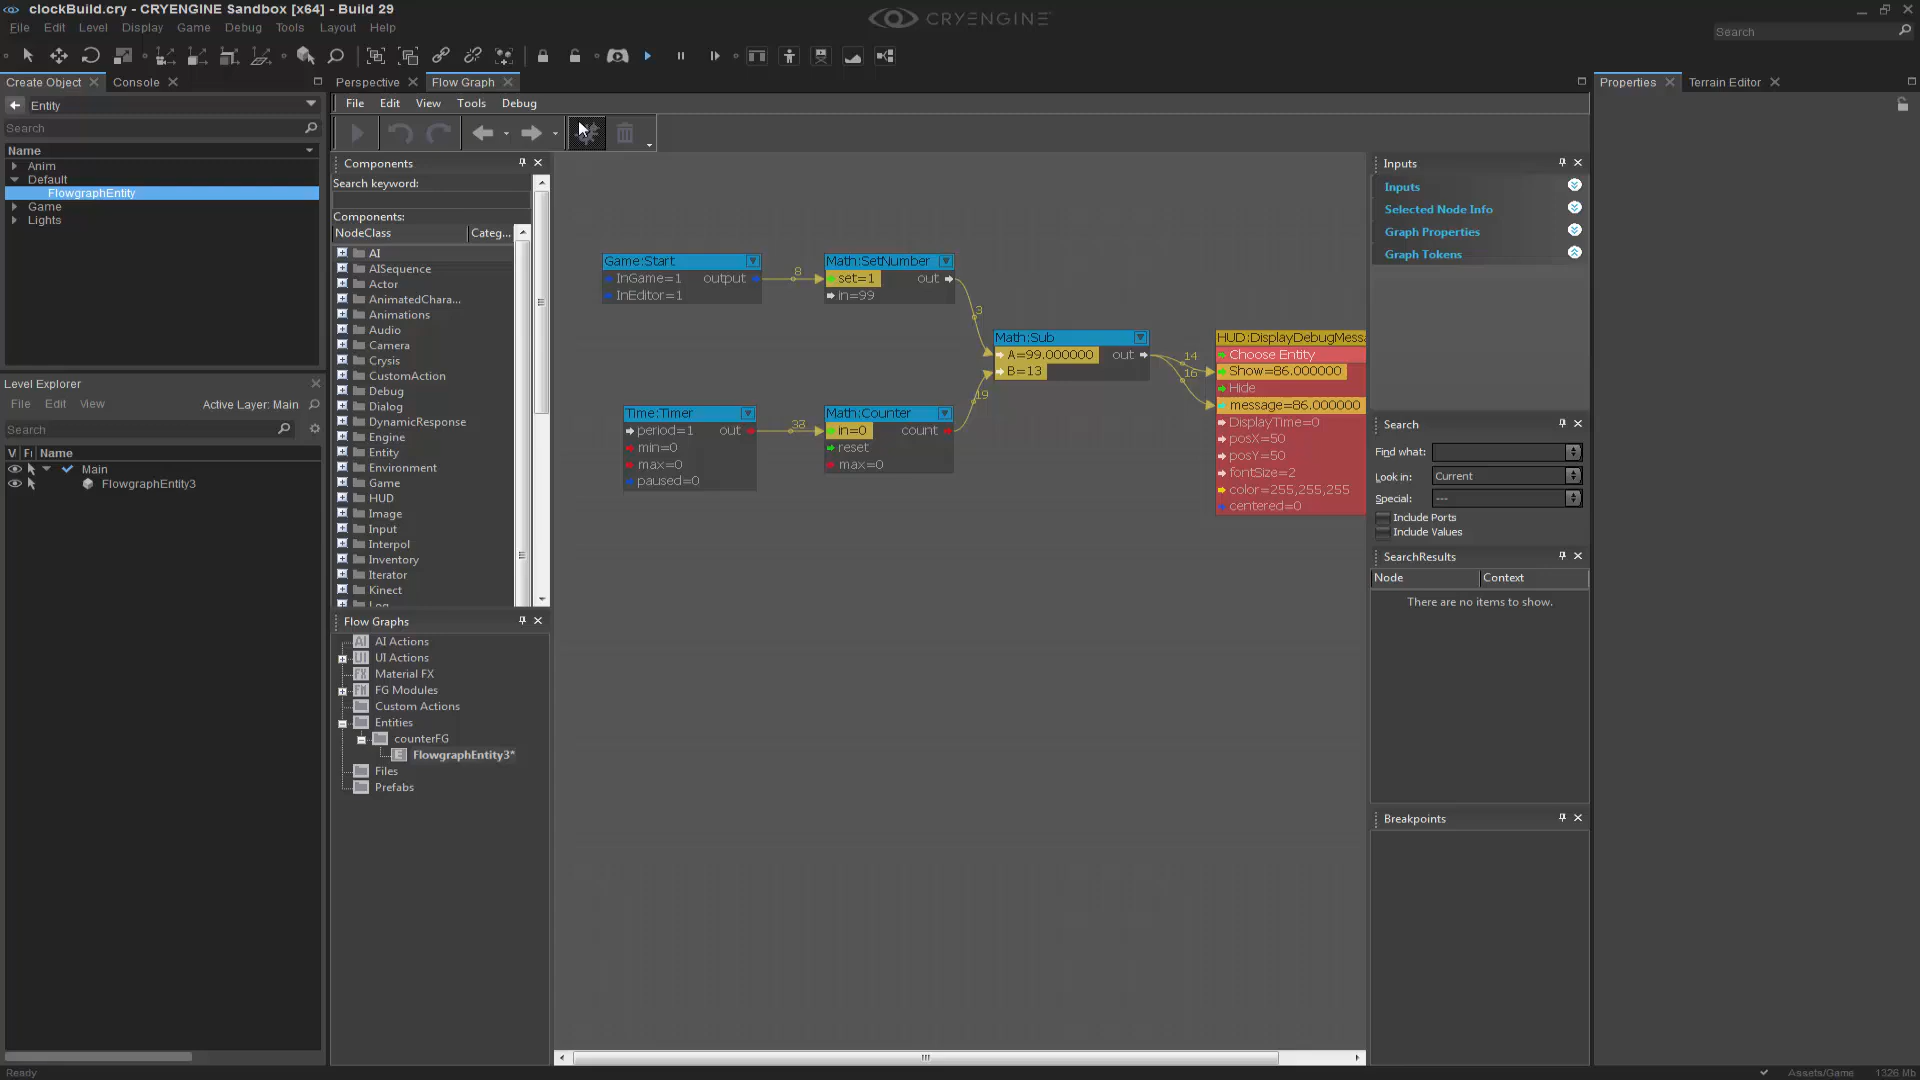 clockBuild.cry - CRYENGINE Sandbox [x64] - Build 29
CRYENGINE
File Edit Level Display Game Debug Tools Layout Help
Search
Create Object
Console
Perspective
Flow Graph
Properties
Terrain Editor
Entity
Search
Name
Anim
Default
FlowgraphEntity
Game
Lights
Level Explorer
File Edit View Active Layer: Main
Search
V Fi Name
Main
FlowgraphEntity3
File Edit View Tools Debug
Components
Search keyword:
Components:
NodeClass Categ...
AI
AISequence
Actor
AnimatedChara...
Animations
Audio
Camera
Crysis
CustomAction
Debug
Dialog
DynamicResponse
Engine
Entity
Environment
Game
HUD
Image
Input
Interpol
Inventory
Iterator
Kinect
Log
Flow Graphs
AI Actions
UI Actions
Material FX
FG Modules
Custom Actions
Entities
counterFG
FlowgraphEntity3*
Files
Prefabs
Game:Start
InGame=1 output
InEditor=1
8
Math:SetNumber
set=1 out
in=99
3
Time:Timer
period=1 out
min=0
max=0
paused=0
Math:Counter
in=0 count
reset
max=0
19
Math:Sub
A=99.000000 out
B=13
14
16
HUD:DisplayDebugMessa
Choose Entity
Show=86.000000
Hide
message=86.000000
DisplayTime=0
posX=50
posY=50
fontSize=2
color=255,255,255
centered=0
Inputs
Inputs
Selected Node Info
Graph Properties
Graph Tokens
Search
Find what:
Look in: Current
Special: ---
Include Ports
Include Values
SearchResults
Node Context
There are no items to show.
Breakpoints
Ready
Assets/Game 1326 Mb